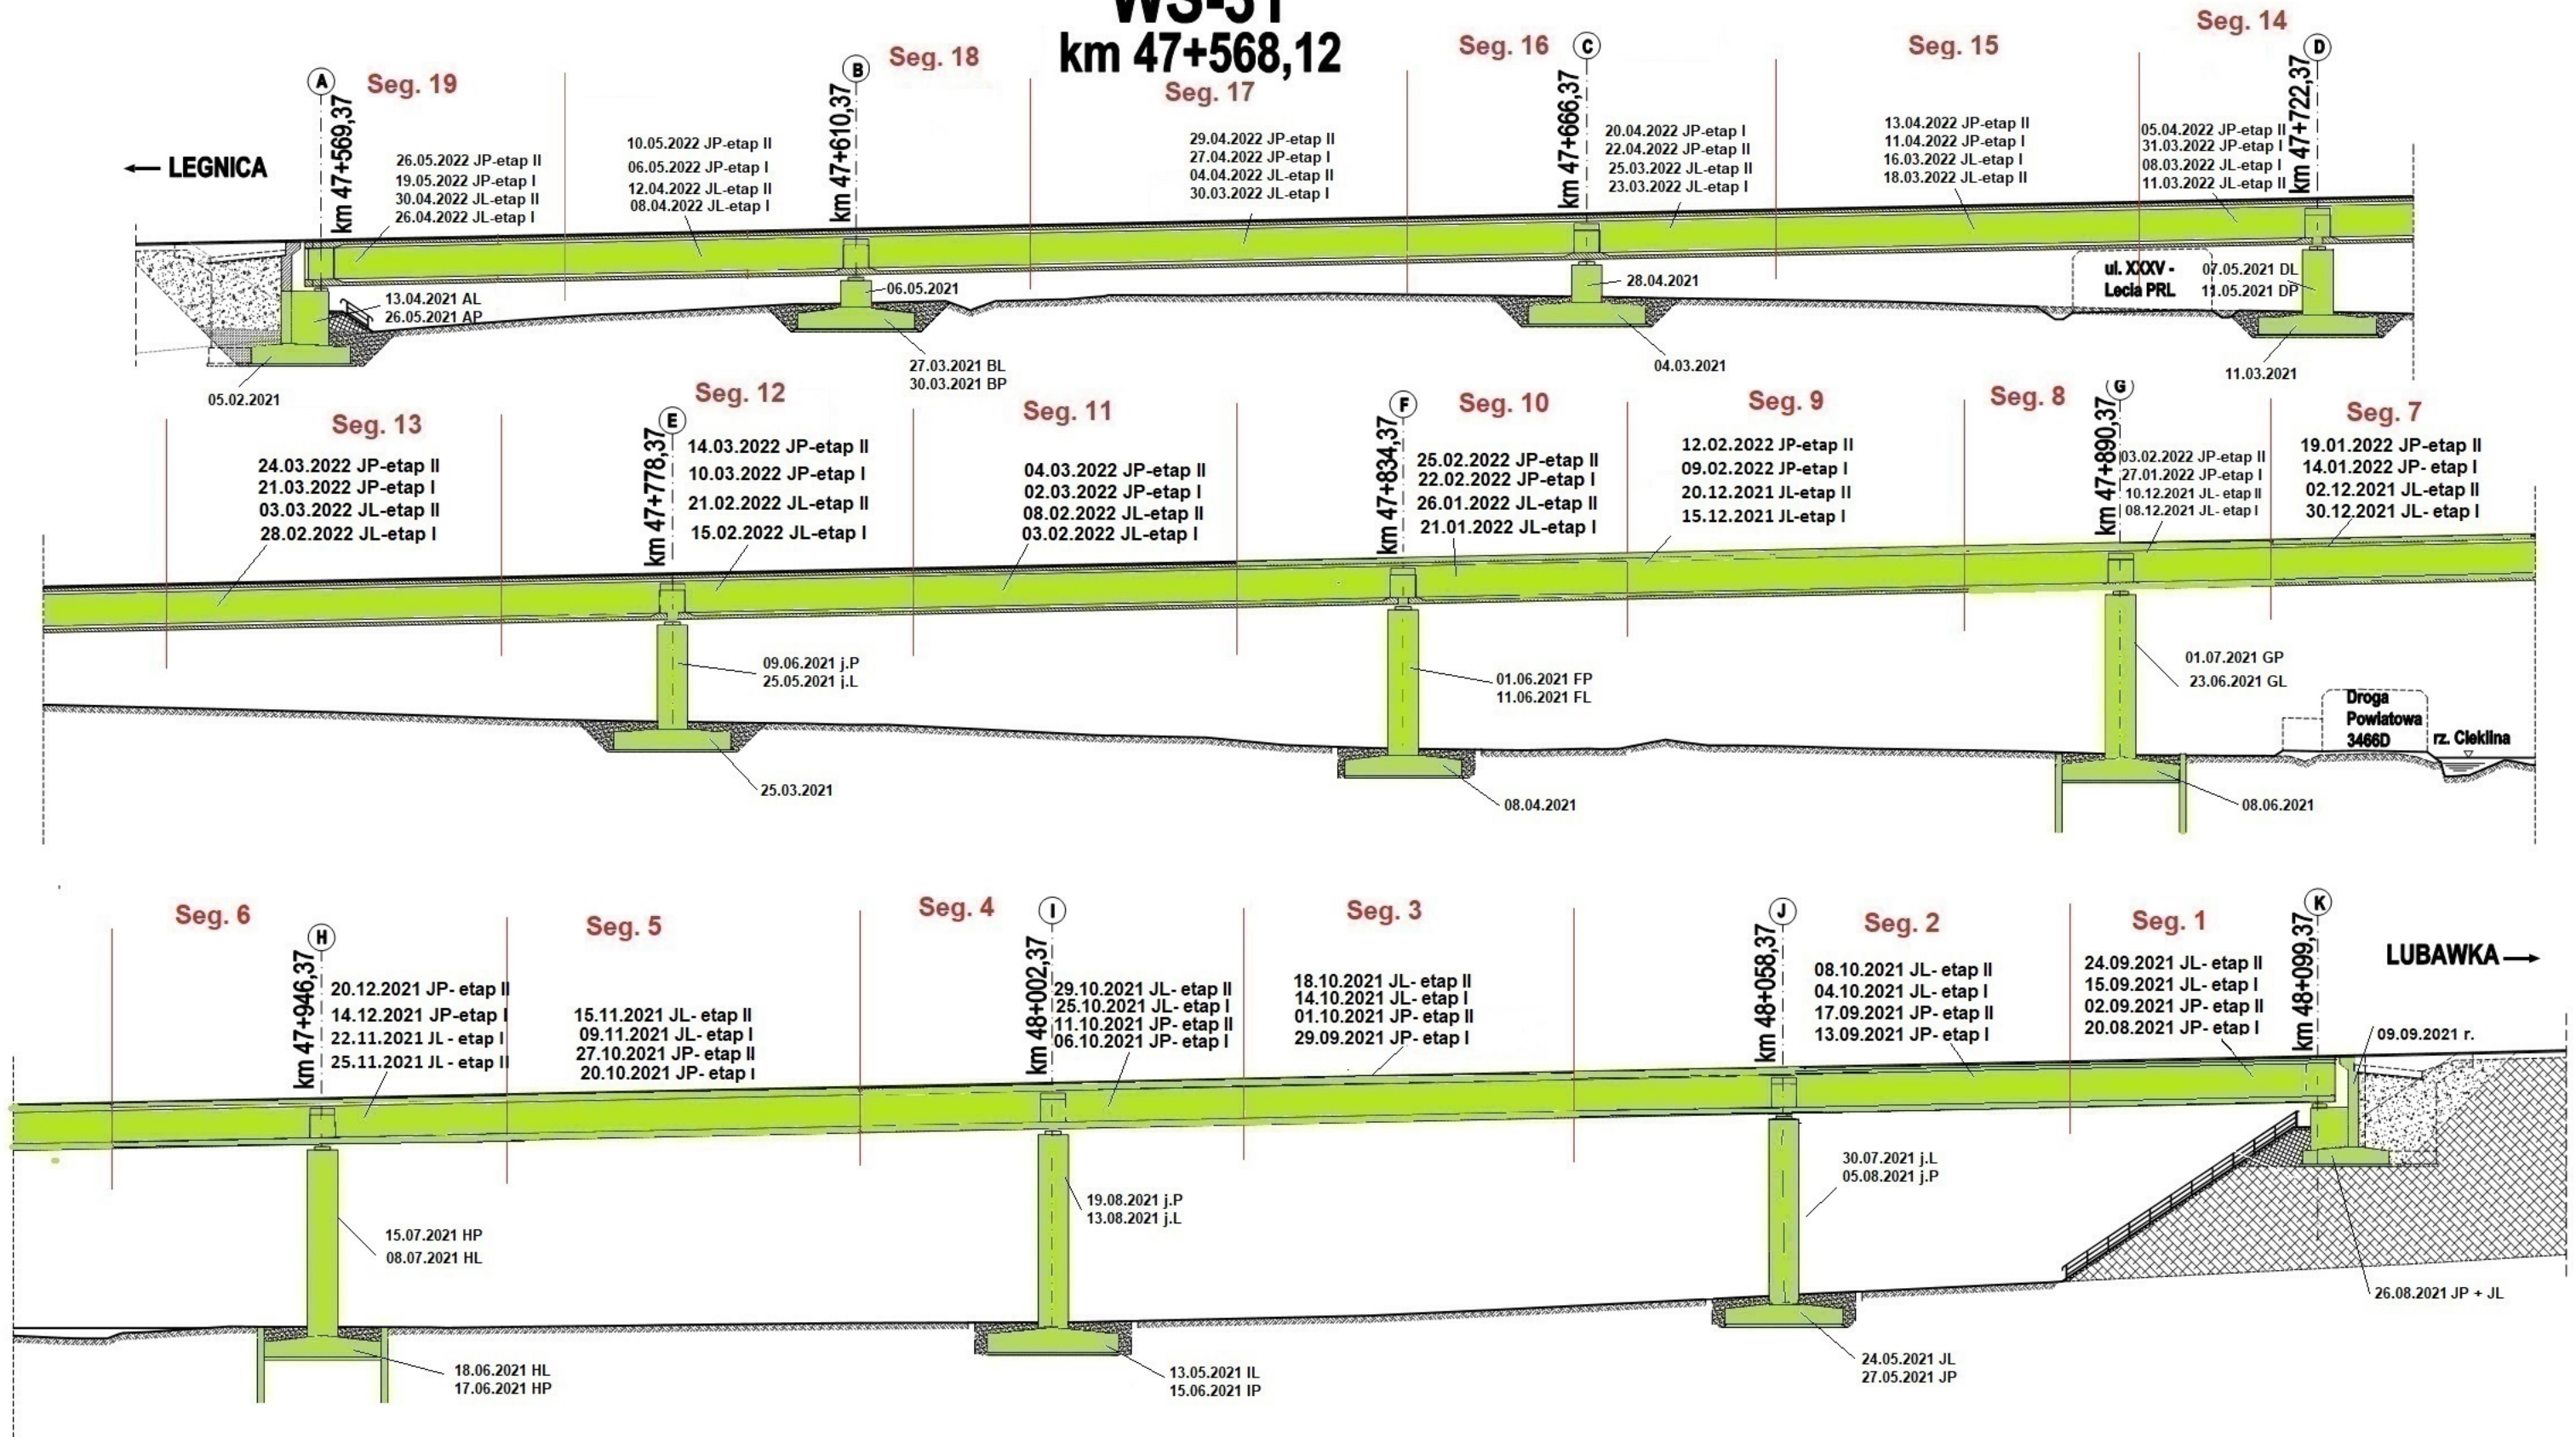 WS-31
km 47+568,12
Seg. 19
Seg. 18
Seg. 17
Seg. 16
Seg. 15
Seg. 14
A
B
C
D
km 47+569,37
km 47+610,37
km 47+666,37
km 47+722,37
← LEGNICA
26.05.2022 JP-etap II
19.05.2022 JP-etap I
30.04.2022 JL-etap II
26.04.2022 JL-etap I
10.05.2022 JP-etap II
06.05.2022 JP-etap I
12.04.2022 JL-etap II
08.04.2022 JL-etap I
29.04.2022 JP-etap II
27.04.2022 JP-etap I
04.04.2022 JL-etap II
30.03.2022 JL-etap I
20.04.2022 JP-etap I
22.04.2022 JP-etap II
25.03.2022 JL-etap II
23.03.2022 JL-etap I
13.04.2022 JP-etap II
11.04.2022 JP-etap I
16.03.2022 JL-etap I
18.03.2022 JL-etap II
05.04.2022 JP-etap II
31.03.2022 JP-etap I
08.03.2022 JL-etap I
11.03.2022 JL-etap II
13.04.2021 AL
26.05.2021 AP
05.02.2021
06.05.2021
27.03.2021 BL
30.03.2021 BP
28.04.2021
04.03.2021
ul. XXXV -
Lecia PRL
07.05.2021 DL
11.05.2021 DP
11.03.2021
Seg. 13
Seg. 12
Seg. 11
Seg. 10
Seg. 9
Seg. 8
Seg. 7
E
F
G
km 47+778,37
km 47+834,37
km 47+890,37
24.03.2022 JP-etap II
21.03.2022 JP-etap I
03.03.2022 JL-etap II
28.02.2022 JL-etap I
14.03.2022 JP-etap II
10.03.2022 JP-etap I
21.02.2022 JL-etap II
15.02.2022 JL-etap I
04.03.2022 JP-etap II
02.03.2022 JP-etap I
08.02.2022 JL-etap II
03.02.2022 JL-etap I
25.02.2022 JP-etap II
22.02.2022 JP-etap I
26.01.2022 JL-etap II
21.01.2022 JL-etap I
12.02.2022 JP-etap II
09.02.2022 JP-etap I
20.12.2021 JL-etap II
15.12.2021 JL-etap I
03.02.2022 JP-etap II
27.01.2022 JP-etap I
10.12.2021 JL- etap II
08.12.2021 JL- etap I
19.01.2022 JP-etap II
14.01.2022 JP- etap I
02.12.2021 JL-etap II
30.12.2021 JL- etap I
09.06.2021 j.P
25.05.2021 j.L
25.03.2021
01.06.2021 FP
11.06.2021 FL
08.04.2021
01.07.2021 GP
23.06.2021 GL
Droga
Powiatowa
3466D
rz. Cieklina
08.06.2021
Seg. 6
Seg. 5
Seg. 4
Seg. 3
Seg. 2
Seg. 1
H
I
J
K
km 47+946,37
km 48+002,37
km 48+058,37
km 48+099,37
LUBAWKA →
20.12.2021 JP- etap II
14.12.2021 JP-etap I
22.11.2021 JL - etap I
25.11.2021 JL - etap II
15.11.2021 JL- etap II
09.11.2021 JL- etap I
27.10.2021 JP- etap II
20.10.2021 JP- etap I
29.10.2021 JL- etap II
25.10.2021 JL- etap I
11.10.2021 JP- etap II
06.10.2021 JP- etap I
18.10.2021 JL- etap II
14.10.2021 JL- etap I
01.10.2021 JP- etap II
29.09.2021 JP- etap I
08.10.2021 JL- etap II
04.10.2021 JL- etap I
17.09.2021 JP- etap II
13.09.2021 JP- etap I
24.09.2021 JL- etap II
15.09.2021 JL- etap I
02.09.2021 JP- etap II
20.08.2021 JP- etap I
09.09.2021 r.
15.07.2021 HP
08.07.2021 HL
18.06.2021 HL
17.06.2021 HP
19.08.2021 j.P
13.08.2021 j.L
13.05.2021 IL
15.06.2021 IP
30.07.2021 j.L
05.08.2021 j.P
24.05.2021 JL
27.05.2021 JP
26.08.2021 JP + JL